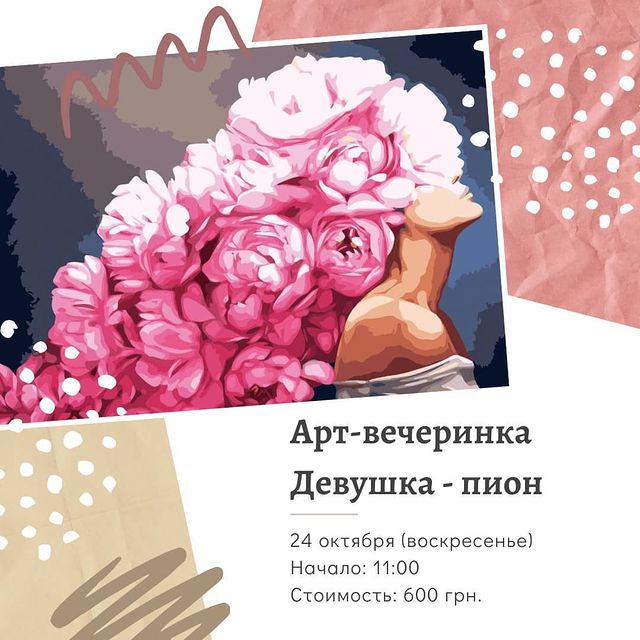 Арт-вечеринка
Девушка - пион
24 октября (воскресенье)
Начало: 11:00
Стоимость: 600 грн.